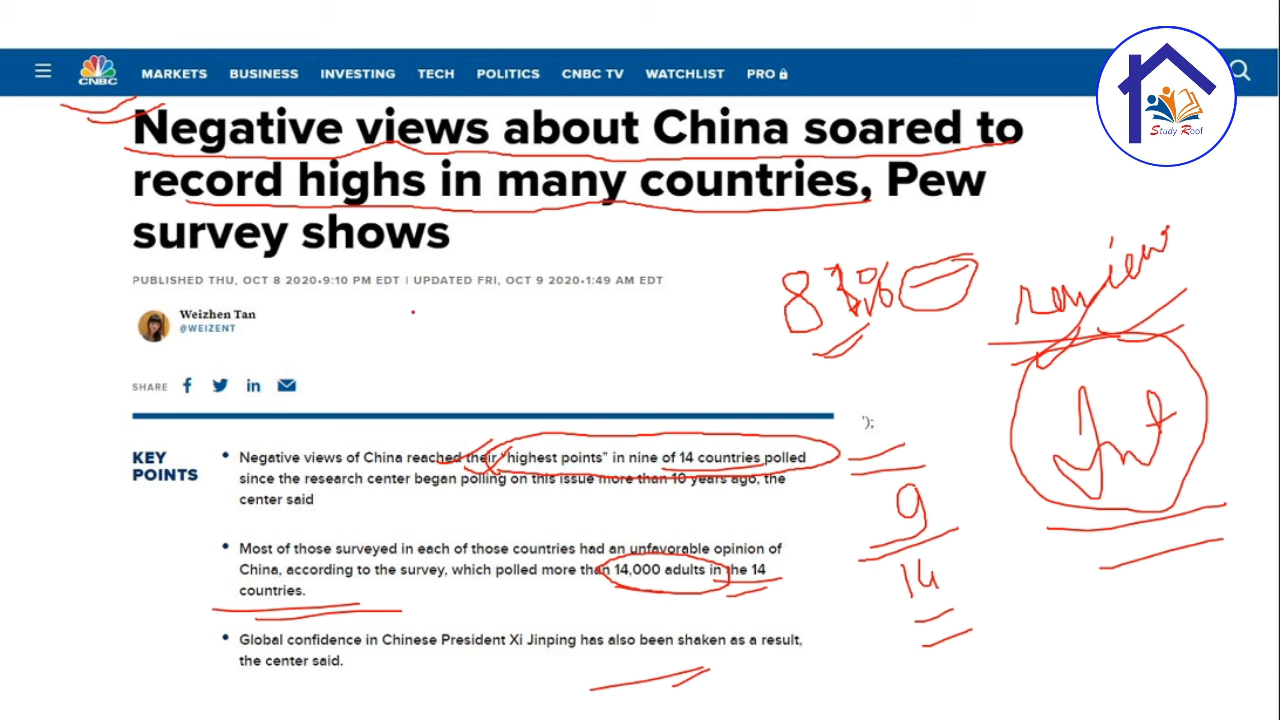 CNBC
MARKETS BUSINESS INVESTING TECH POLITICS CNBC TV WATCHLIST PRO
Study Roof
Negative views about China soared to
record highs in many countries, Pew
survey shows
PUBLISHED THU, OCT 8 2020•9:10 PM EDT | UPDATED FRI, OCT 9 2020•1:49 AM EDT
Weizhen Tan
@WEIZENT
SHARE
review
KEY
POINTS
• Negative views of China reached their "highest points" in nine of 14 countries polled
since the research center began polling on this issue more than 10 years ago, the
center said
• Most of those surveyed in each of those countries had an unfavorable opinion of
China, according to the survey, which polled more than 14,000 adults in the 14
countries.
• Global confidence in Chinese President Xi Jinping has also been shaken as a result,
the center said.
');
9
14